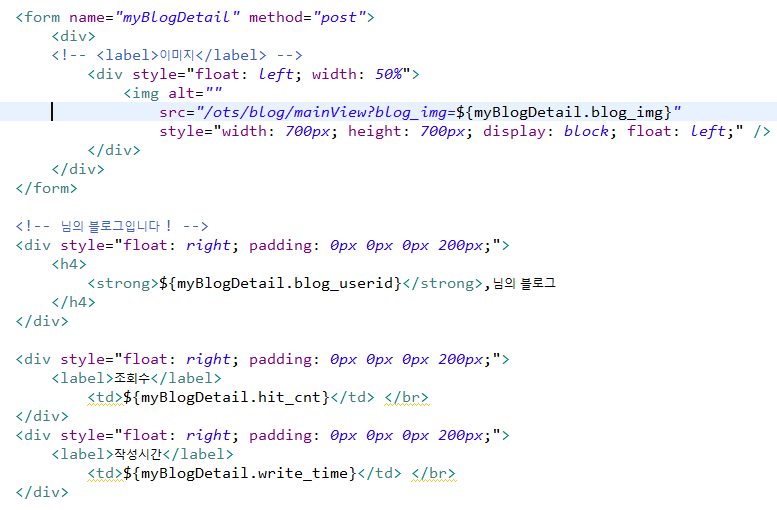 <form name="myBlogDetail" method="post">
<div>
<!-- <label>이미지</label> -->
<div style="float: left; width: 50%">
<img alt=""
src="/ots/blog/mainView?blog_img=${myBlogDetail.blog_img}"
style="width: 700px; height: 700px; display: block; float: left;" />
</div>
</div>
</form>
<!-- 님의 블로그입니다 ! -->
<div style="float: right; padding: 0px 0px 0px 200px;">
<h4>
<strong>${myBlogDetail.blog_userid}</strong>,님의 블로그
</h4>
</div>
<div style="float: right; padding: 0px 0px 0px 200px;">
<label>조회수</label>
<td>${myBlogDetail.hit_cnt}</td> </br>
</div>
<div style="float: right; padding: 0px 0px 0px 200px;">
<label>작성시간</label>
<td>${myBlogDetail.write_time}</td> </br>
</div>